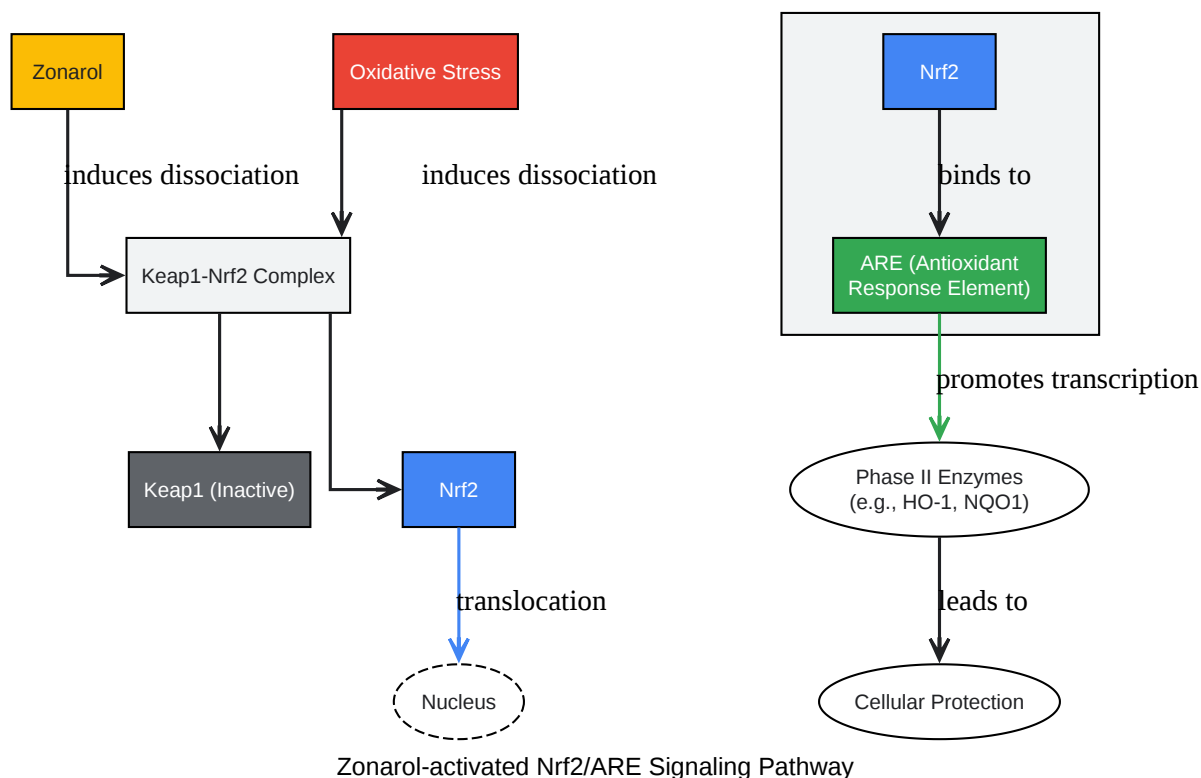 Zonarol
Oxidative Stress
Nrf2
induces dissociation
induces dissociation
binds to
Keap1-Nrf2 Complex
ARE (Antioxidant
Response Element)
promotes transcription
Keap1 (Inactive)
Nrf2
Phase II Enzymes
(e.g., HO-1, NQO1)
translocation
leads to
Nucleus
Cellular Protection
Zonarol-activated Nrf2/ARE Signaling Pathway